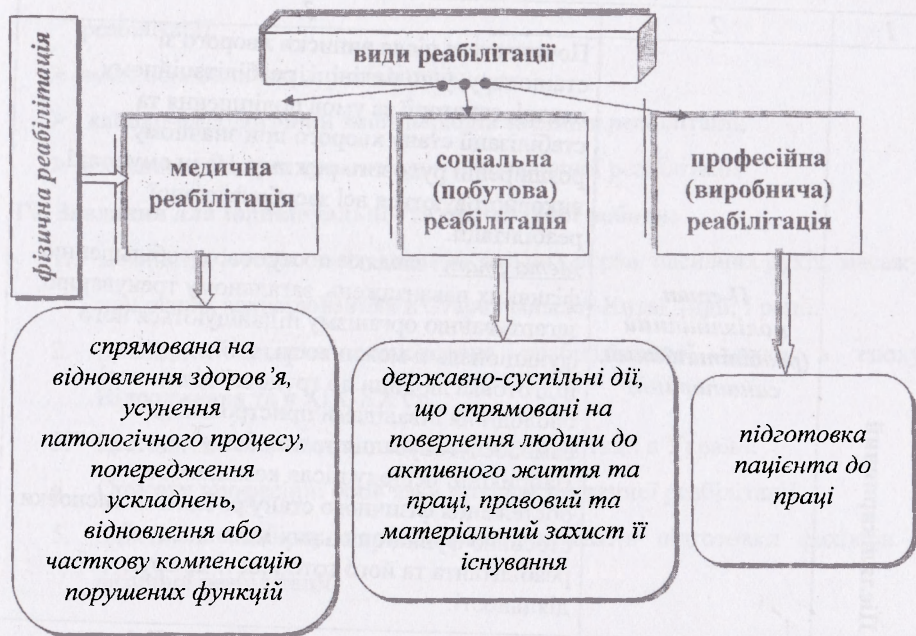 види реабілітації
фізична реабілітація
медична
реабілітація
соціальна
(побутова)
реабілітація
професійна
(виробнича)
реабілітація
спрямована на
відновлення здоров’я,
усунення
патологічного процесу,
попередження
ускладнень,
відновлення або
часткову компенсацію
порушених функцій
державно-суспільні дії,
що спрямовані на
повернення людини до
активного життя та
праці, правовий та
матеріальний захист її
існування
підготовка
пацієнта до
праці